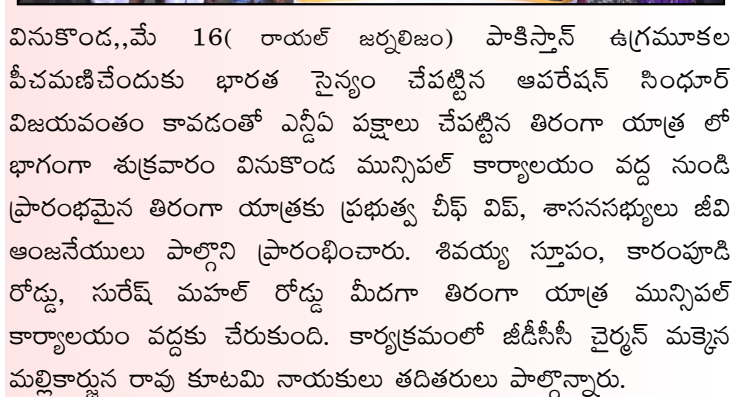 వినుకొండ,,మే 16( రాయల్ జర్నలిజం) పాకిస్తాన్ ఉగ్రమూకల
పీచమణిచేందుకు భారత సైన్యం చేపట్టిన ఆపరేషన్ సింధూర్
విజయవంతం కావడంతో ఎన్డీఏ పక్షాలు చేపట్టిన తిరంగా యాత్ర లో
భాగంగా శుక్రవారం వినుకొండ మున్సిపల్ కార్యాలయం వద్ద నుండి
ప్రారంభమైన తిరంగా యాత్రకు ప్రభుత్వ చీఫ్ విప్, శాసనసభ్యులు జీవి
ఆంజనేయులు పాల్గొని ప్రారంభించారు. శివయ్య స్తూపం, కారంపూడి
రోడ్డు, సురేష్ మహల్ రోడ్డు మీదగా తిరంగా యాత్ర మున్సిపల్
కార్యాలయం వద్దకు చేరుకుంది. కార్యక్రమంలో జీడీసీసీ చైర్మన్ మక్కెన
మల్లికార్జున రావు కూటమి నాయకులు తదితరులు పాల్గొన్నారు.